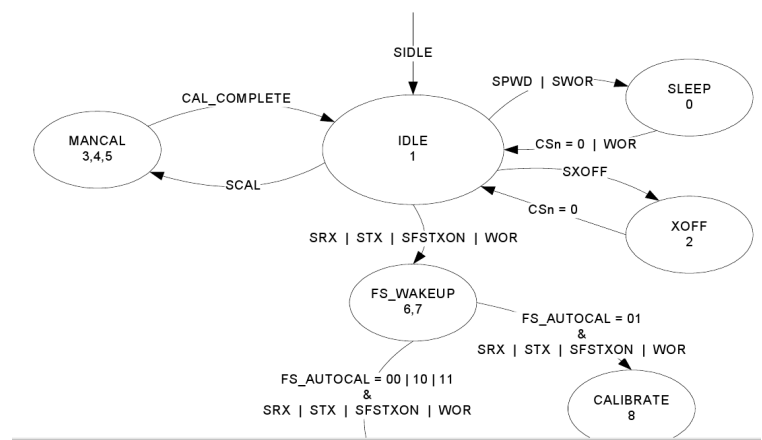 SIDLE
SPWD | SWOR
SLEEP
0
CAL_COMPLETE
MANCAL
3,4,5
IDLE
1
CSn = 0 | WOR
SCAL
SXOFF
CSn = 0
XOFF
2
SRX | STX | SFSTXON | WOR
FS_WAKEUP
6,7
FS_AUTOCAL = 01
&
SRX | STX | SFSTXON | WOR
FS_AUTOCAL = 00 | 10 | 11
&
SRX | STX | SFSTXON | WOR
CALIBRATE
8